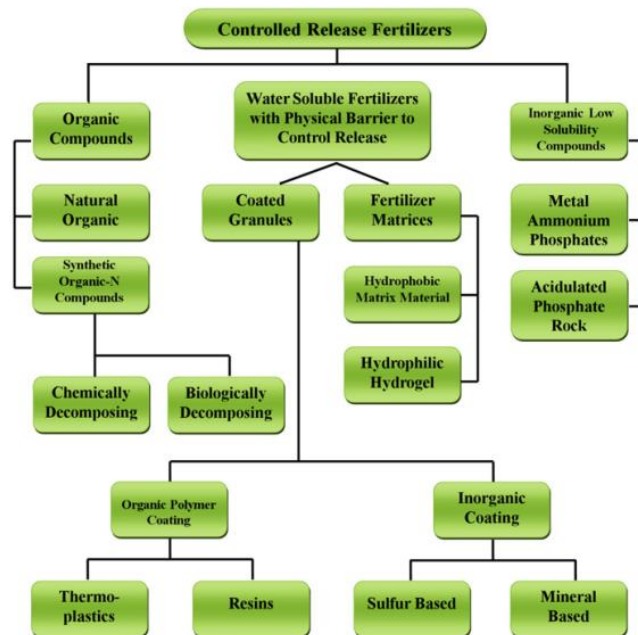 Controlled Release Fertilizers
Organic
Compounds
Water Soluble Fertilizers
with Physical Barrier to
Control Release
Inorganic Low
Solubility
Compounds
Natural
Organic
Coated
Granules
Fertilizer
Matrices
Metal
Ammonium
Phosphates
Synthetic
Organic-N
Compounds
Hydrophobic
Matrix Material
Acidulated
Phosphate
Rock
Chemically
Decomposing
Biologically
Decomposing
Hydrophilic
Hydrogel
Organic Polymer
Coating
Inorganic
Coating
Thermo-
plastics
Resins
Sulfur Based
Mineral
Based